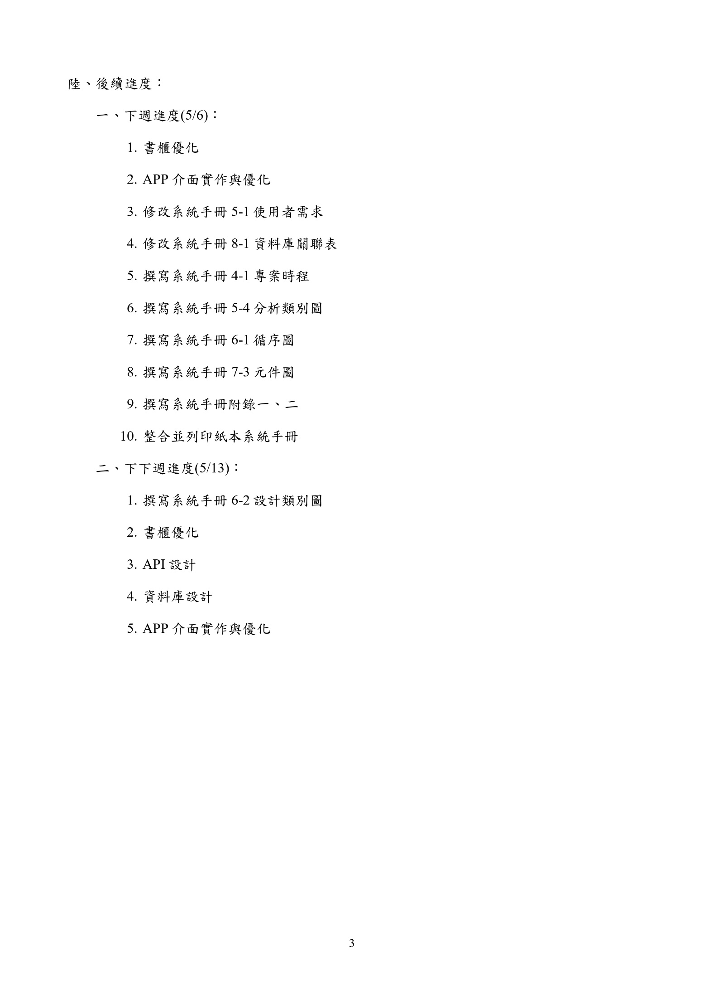 陸、後續進度：
一、下週進度(5/6)：
1. 書櫃優化
2. APP 介面實作與優化
3. 修改系統手冊 5-1 使用者需求
4. 修改系統手冊 8-1 資料庫關聯表
5. 撰寫系統手冊 4-1 專案時程
6. 撰寫系統手冊 5-4 分析類別圖
7. 撰寫系統手冊 6-1 循序圖
8. 撰寫系統手冊 7-3 元件圖
9. 撰寫系統手冊附錄一、二
10. 整合並列印紙本系統手冊
二、下下週進度(5/13)：
1. 撰寫系統手冊 6-2 設計類別圖
2. 書櫃優化
3. API 設計
4. 資料庫設計
5. APP 介面實作與優化
3